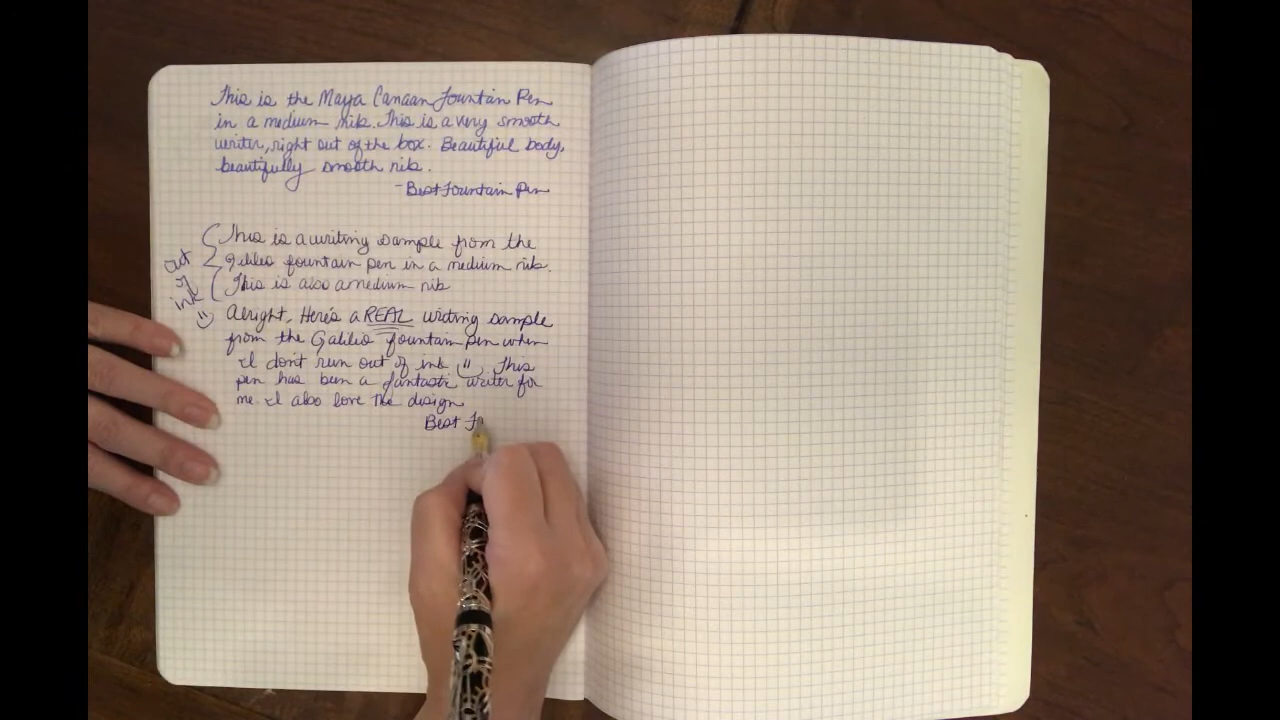 This is the Maya Canaan Fountain Pen
in a medium nib. This is a very smooth
writer, right out of the box. Beautiful body,
beautifully smooth nib.
- Best Fountain Pen
This is a writing sample from the
Galileo fountain pen in a medium nib.
This is also a medium nib
out
of
ink
Alright, Here's a REAL writing sample
from the Galileo fountain pen when
I don't run out of ink. This
pen has been a fantastic writer for
me. I also love the design
Best Fo